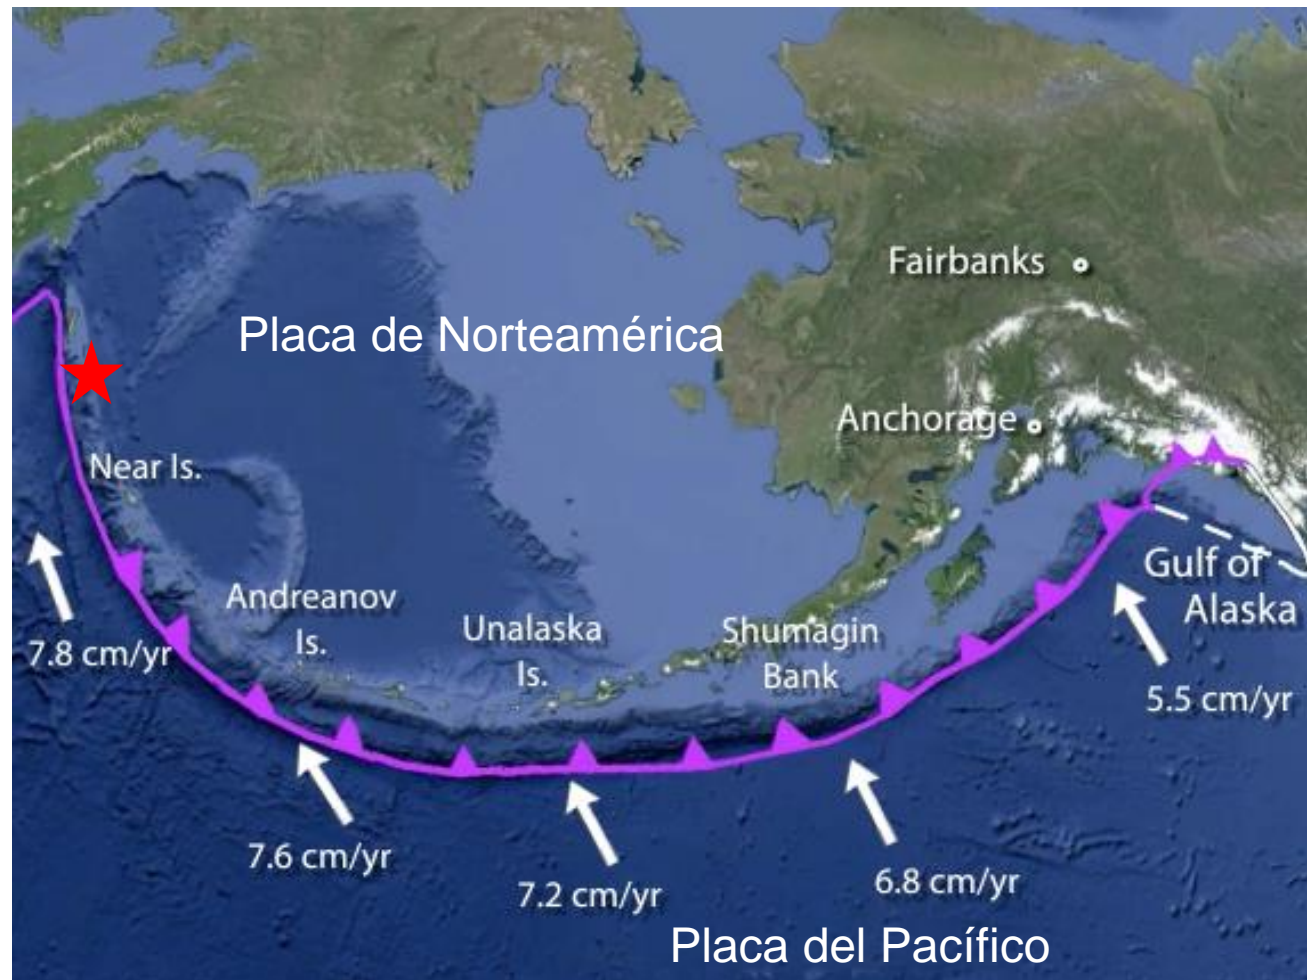 Fairbanks
Placa de Norteamérica
Anchorage
Near Is.
Gulf of
Alaska
Andreanov
Is.
Unalaska
Is.
Shumagin
Bank
7.8 cm/yr
5.5 cm/yr
7.6 cm/yr
7.2 cm/yr
6.8 cm/yr
Placa del Pacífico